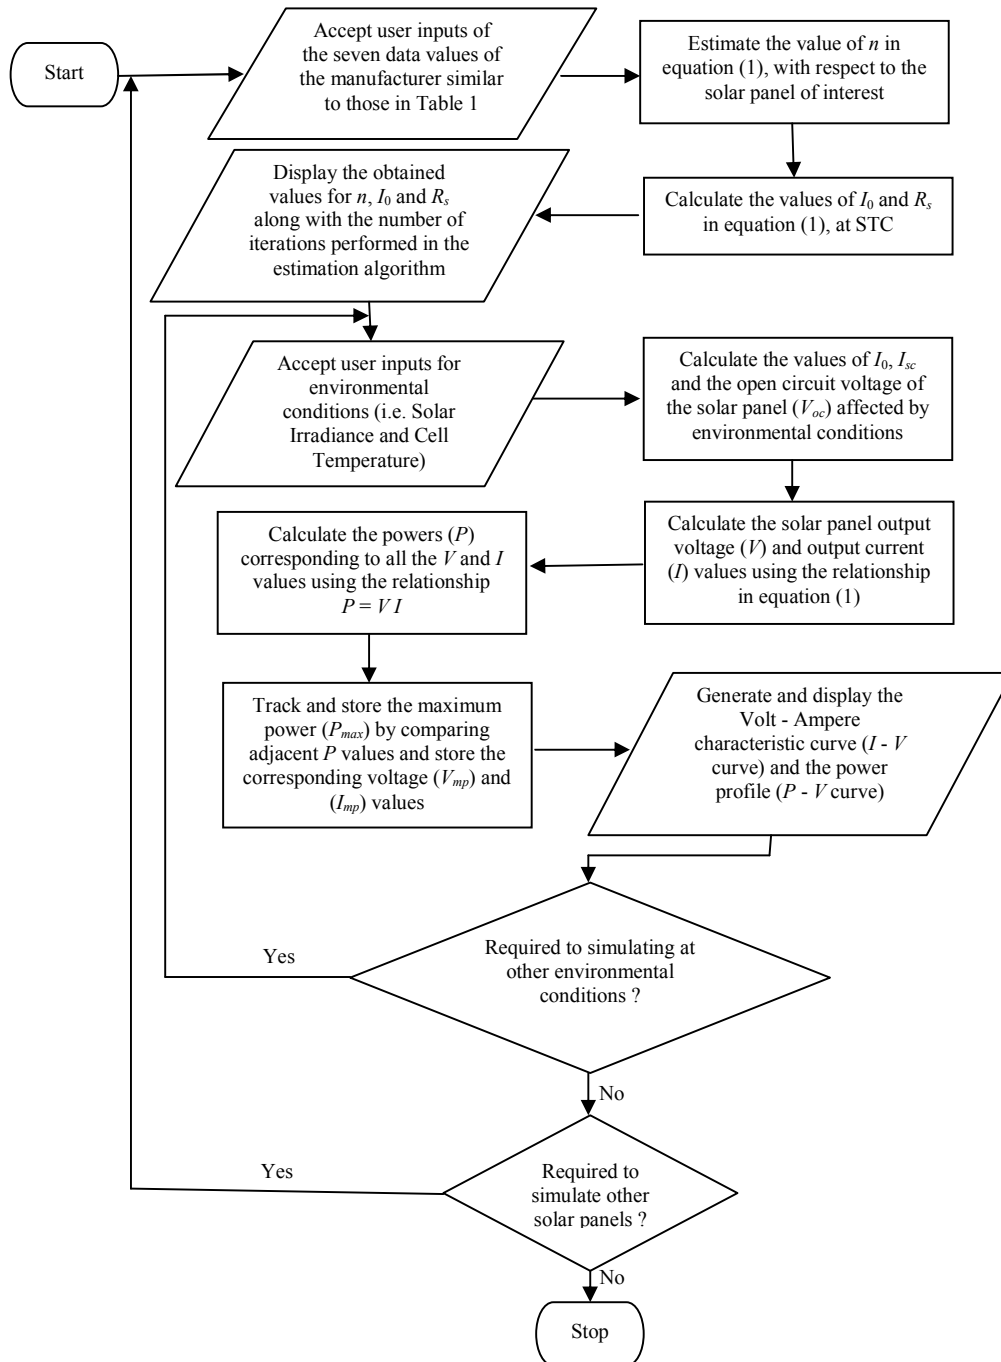 Start
Accept user inputs of
the seven data values of
the manufacturer similar
to those in Table 1
Estimate the value of n in
equation (1), with respect to the
solar panel of interest
Calculate the values of I0 and Rs
in equation (1), at STC
Display the obtained
values for n, I0 and Rs
along with the number of
iterations performed in the
estimation algorithm
Accept user inputs for
environmental
conditions (i.e. Solar
Irradiance and Cell
Temperature)
Calculate the values of I0, Isc
and the open circuit voltage of
the solar panel (Voc) affected by
environmental conditions
Calculate the solar panel output
voltage (V) and output current
(I) values using the relationship
in equation (1)
Calculate the powers (P)
corresponding to all the V and I
values using the relationship
P = V I
Track and store the maximum
power (Pmax) by comparing
adjacent P values and store the
corresponding voltage (Vmp) and
(Imp) values
Generate and display the
Volt - Ampere
characteristic curve (I - V
curve) and the power
profile (P - V curve)
Required to simulating at
other environmental
conditions ?
Yes
No
Required to
simulate other
solar panels ?
Yes
No
Stop